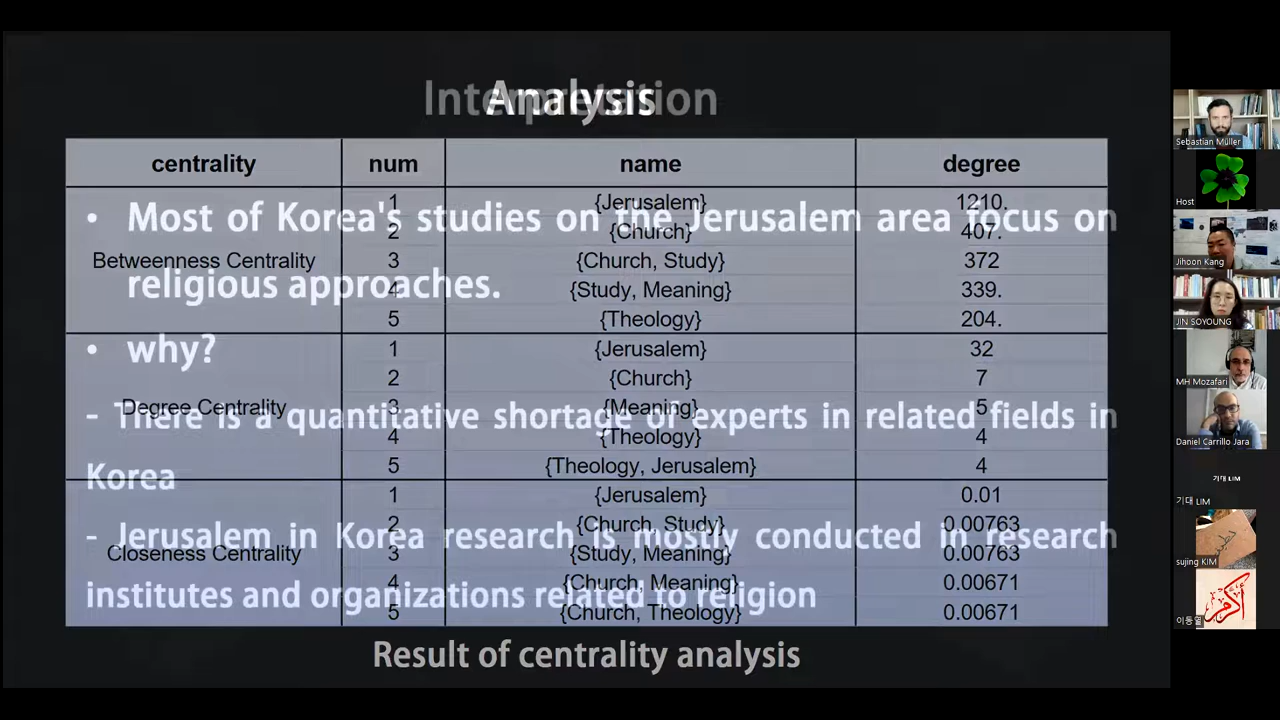 Interpretation
Analysis
centrality num name degree
Betweenness Centrality
1 {Jerusalem} 1210.
2 {Church} 407.
3 {Church, Study} 372
4 {Study, Meaning} 339.
5 {Theology} 204.
Degree Centrality
1 {Jerusalem} 32
2 {Church} 7
3 {Meaning} 5
4 {Theology} 4
5 {Theology, Jerusalem} 4
Closeness Centrality
1 {Jerusalem} 0.01
2 {Church, Study} 0.00763
3 {Study, Meaning} 0.00763
4 {Church, Meaning} 0.00671
5 {Church, Theology} 0.00671
Result of centrality analysis
• Most of Korea's studies on the Jerusalem area focus on
religious approaches.
• why?
- There is a quantitative shortage of experts in related fields in
Korea
- Jerusalem in Korea research is mostly conducted in research
institutes and organizations related to religion
Sebastian Müller
Host
Jihoon Kang
JIN SOYOUNG
MH Mozafari
Daniel Carrillo Jara
기대 LIM
기대 LIM
sujing KIM